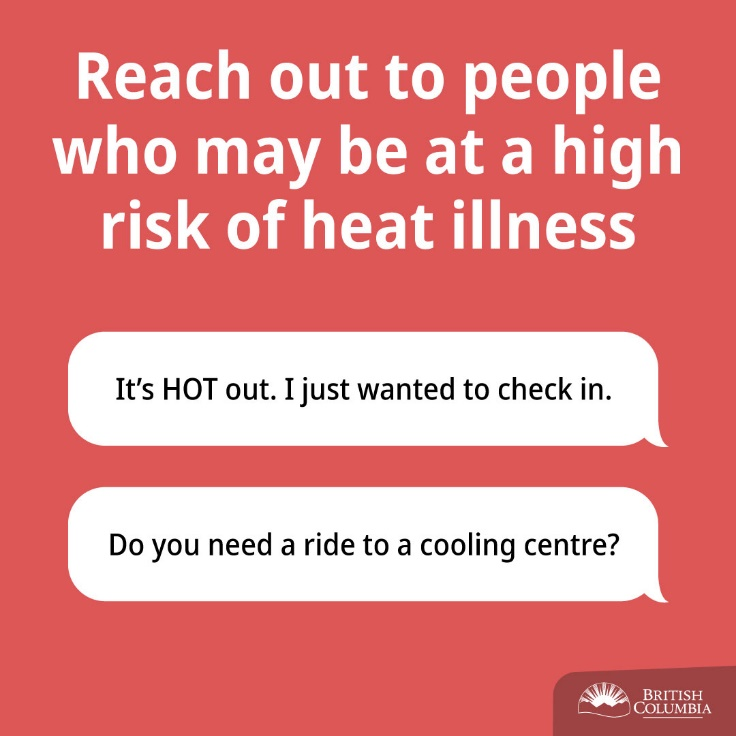 Reach out to people
who may be at a high
risk of heat illness
It’s HOT out. I just wanted to check in.
Do you need a ride to a cooling centre?
BRITISH
COLUMBIA